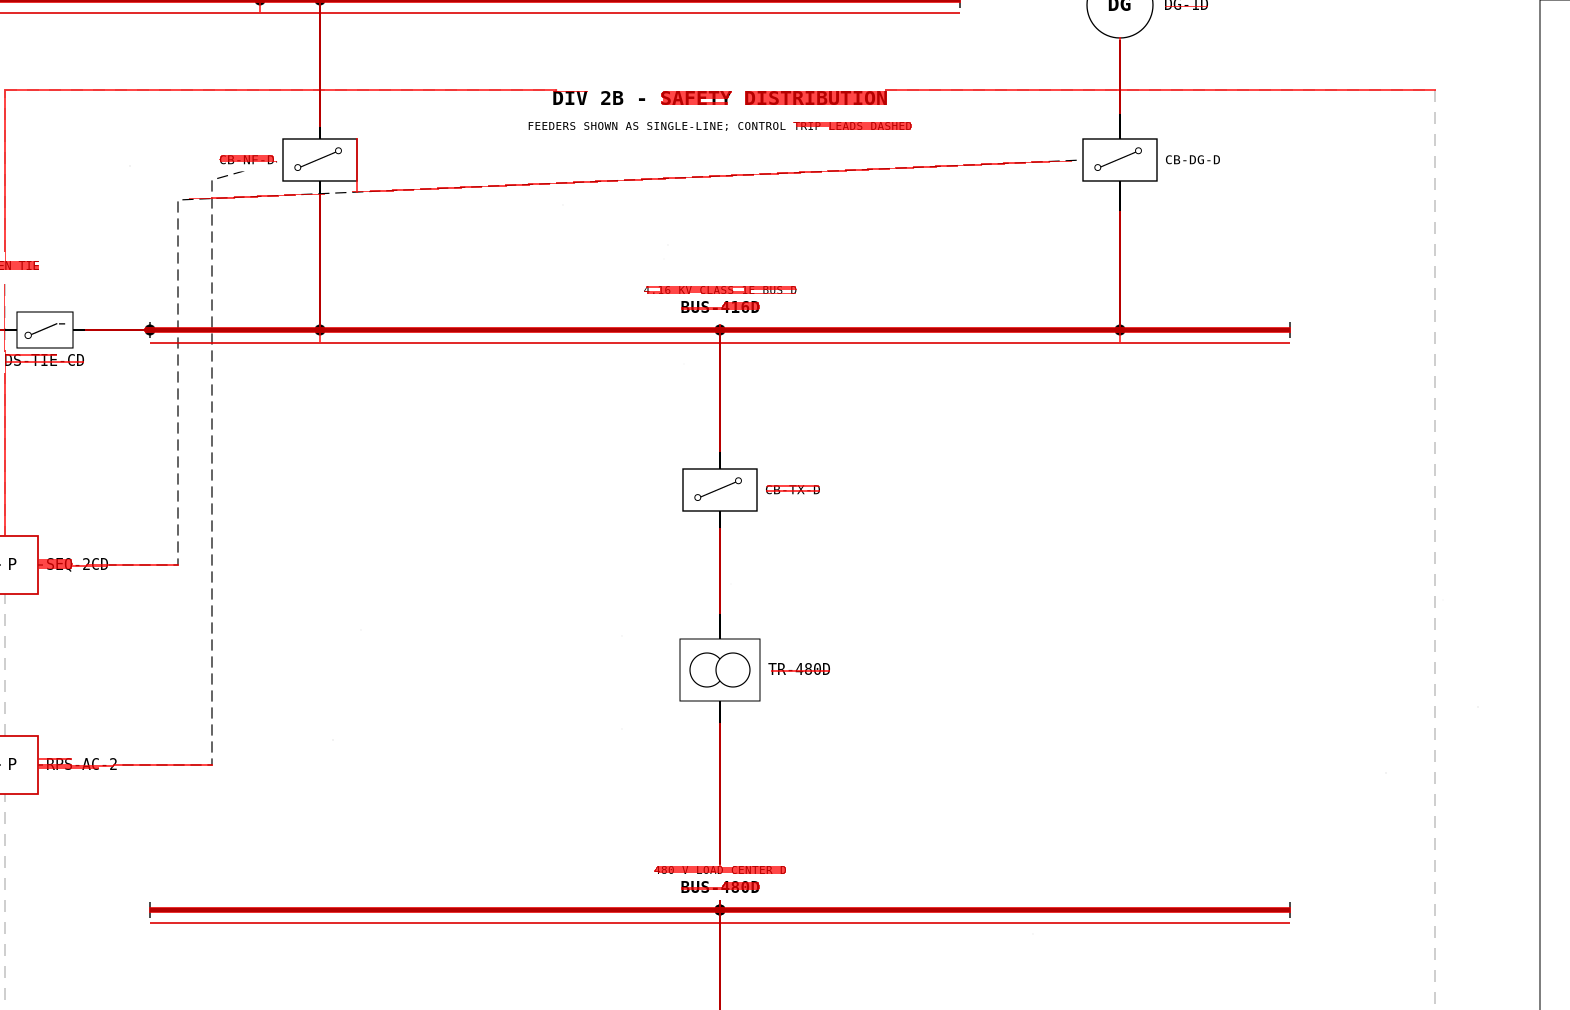 DG
DG-1D
DIV 2B - SAFETY DISTRIBUTION
FEEDERS SHOWN AS SINGLE-LINE; CONTROL TRIP LEADS DASHED
CB-NF-D
CB-DG-D
EN TIE
4.16 KV CLASS 1E BUS D
BUS-416D
DS-TIE-CD
CB-TX-D
P
SEQ-2CD
TR-480D
P
RPS-AC-2
480 V LOAD CENTER D
BUS-480D